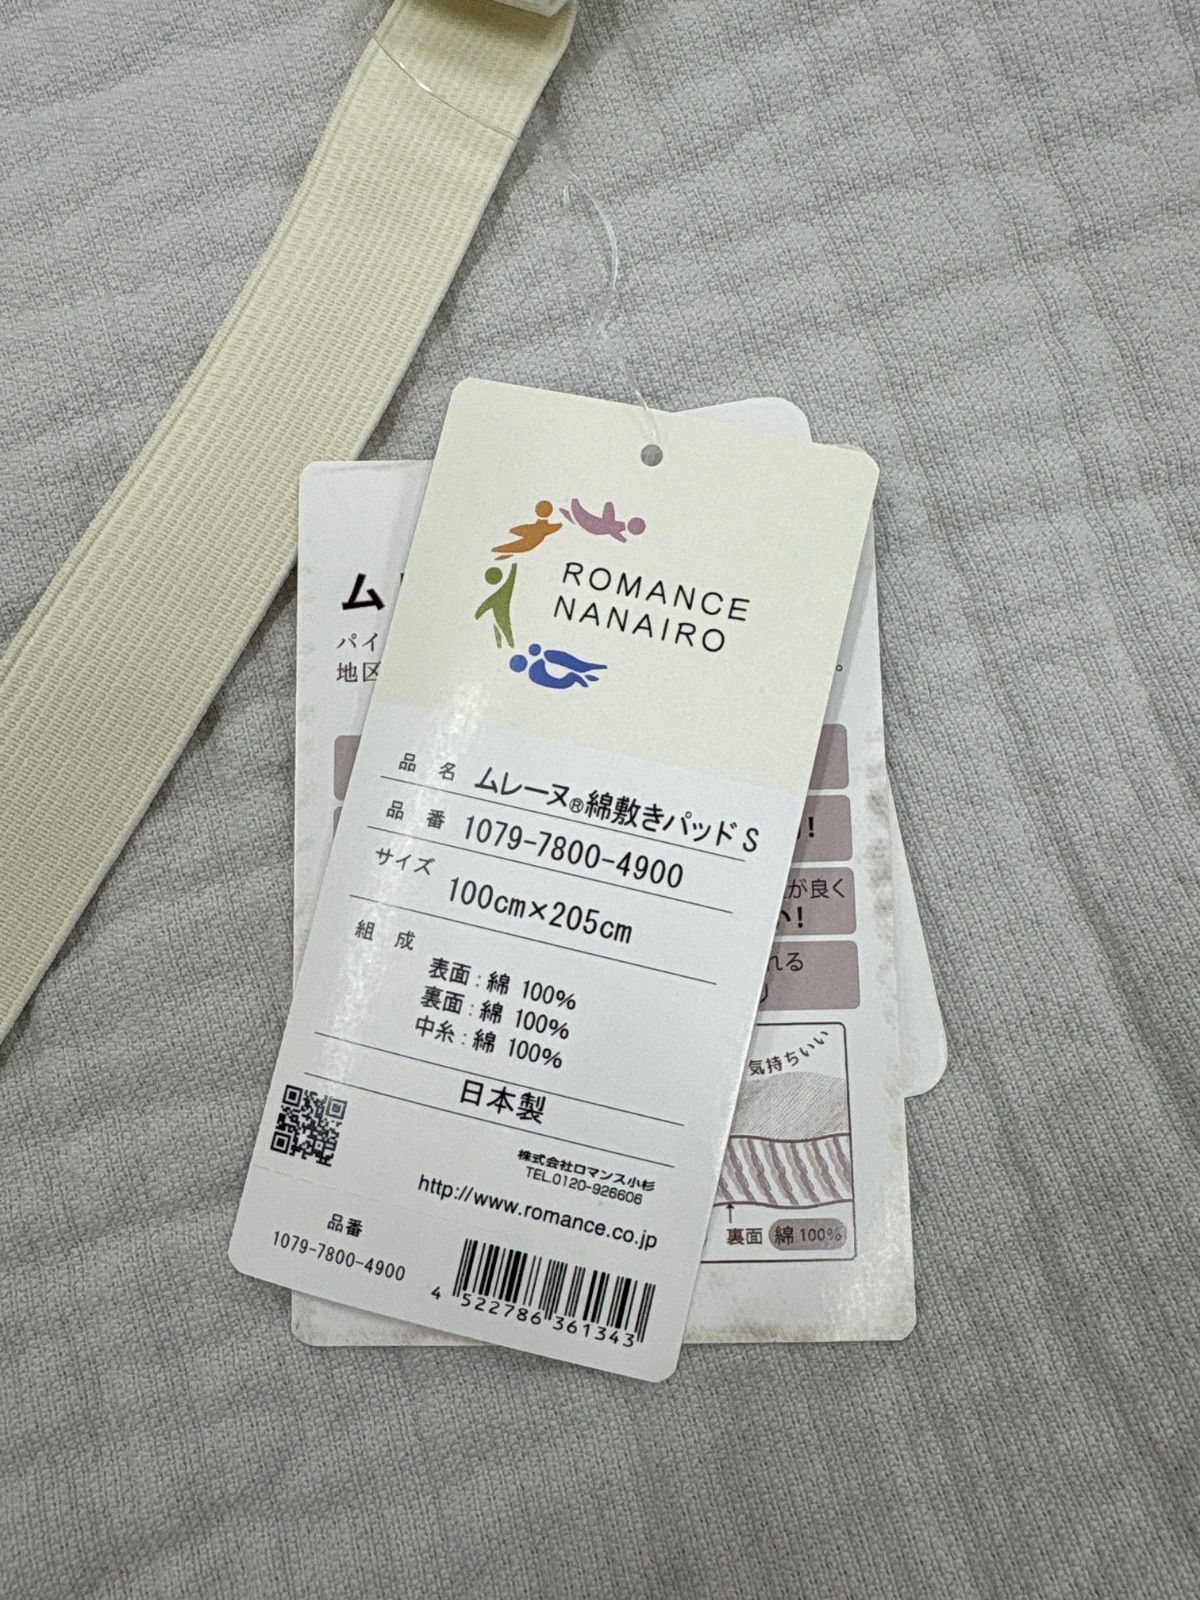 ROMANCE
NANAIRO
品名 ムレーヌ®綿敷きパッド S
品番 1079-7800-4900
サイズ 100cm×205cm
組成
表面:綿 100%
裏面:綿 100%
中糸:綿 100%
日本製
株式会社ロマンス小杉
TEL.0120-926606
http://www.romance.co.jp
品番
1079-7800-4900
4 522786 361343
ム
パイ
地区
。
!
が良く
い!
れる
気持ちいい
裏面 綿 100%